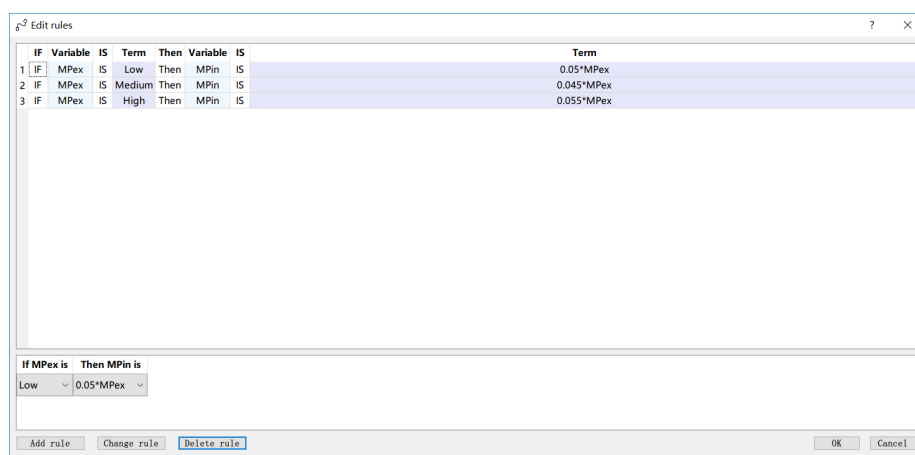 Edit rules ? ×
IF Variable IS Term Then Variable IS Term
1 IF MPex IS Low Then MPin IS 0.05*MPex
2 IF MPex IS Medium Then MPin IS 0.045*MPex
3 IF MPex IS High Then MPin IS 0.055*MPex
If MPex is Then MPin is
Low 0.05*MPex
Add rule Change rule Delete rule OK Cancel